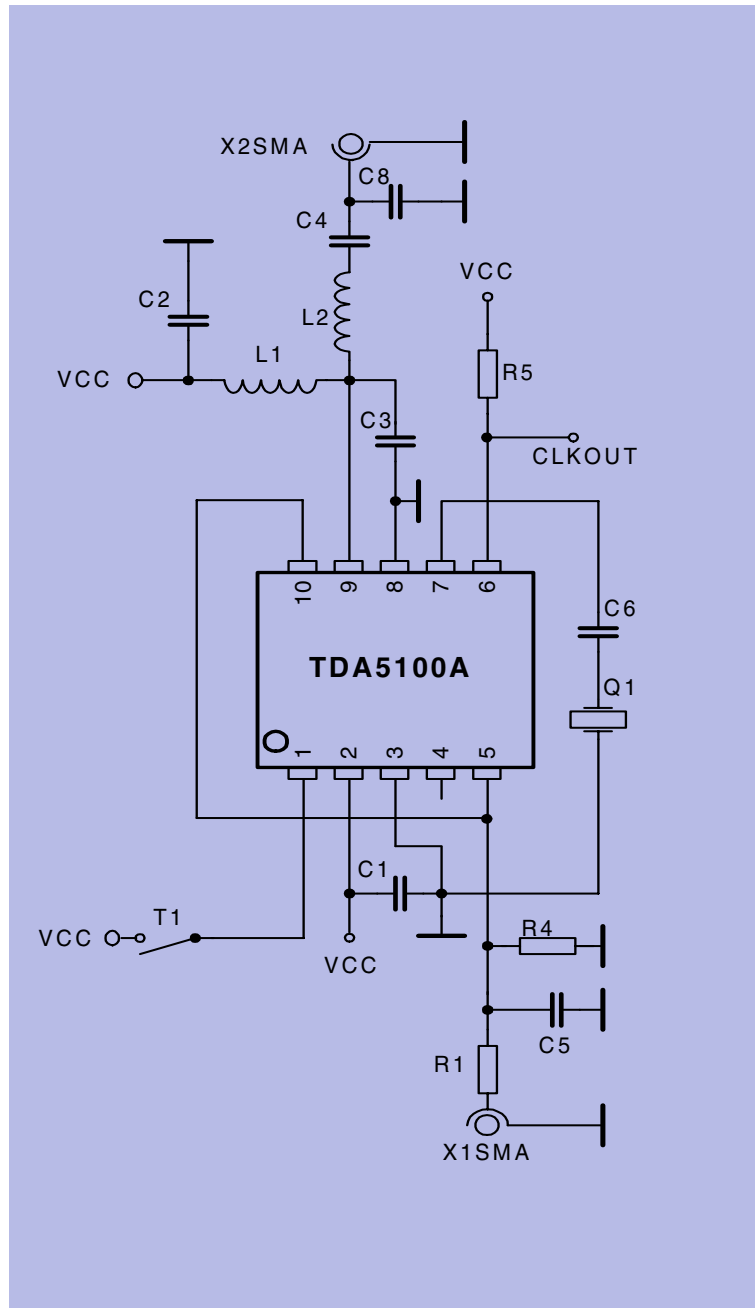 X2SMA
C8
C4
VCC
C2
L2
L1
VCC
R5
C3
CLKOUT
10
9
8
7
6
C6
TDA5100A
Q1
1
2
3
4
5
C1
T1
VCC
VCC
R4
C5
R1
X1SMA